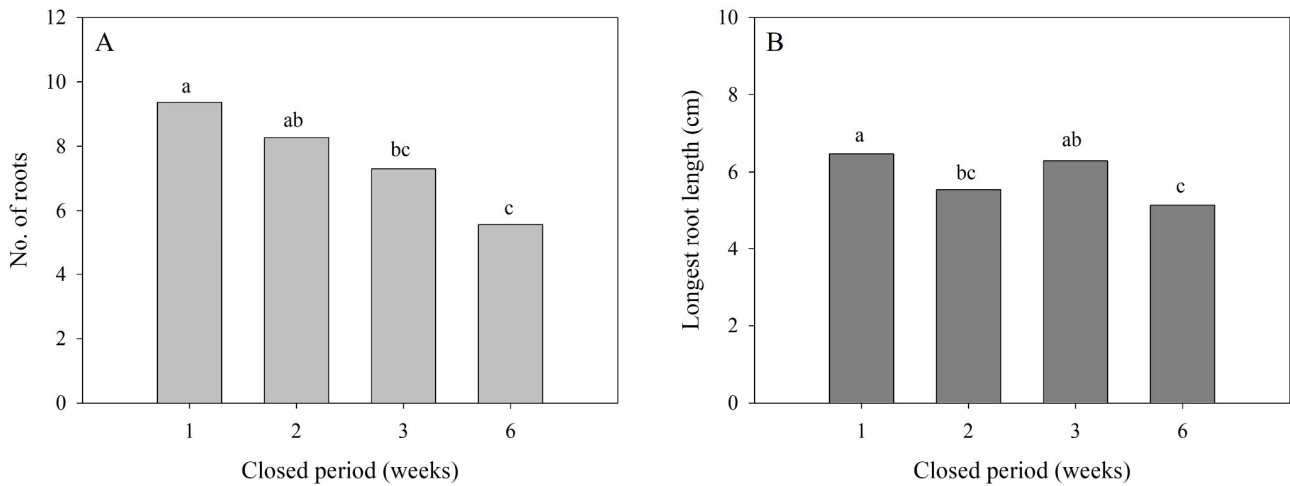 A
No. of roots
12
10
8
6
4
2
0
a
ab
bc
c
1 2 3 6
Closed period (weeks)
B
Longest root length (cm)
10
8
6
4
2
0
a
bc
ab
c
1 2 3 6
Closed period (weeks)